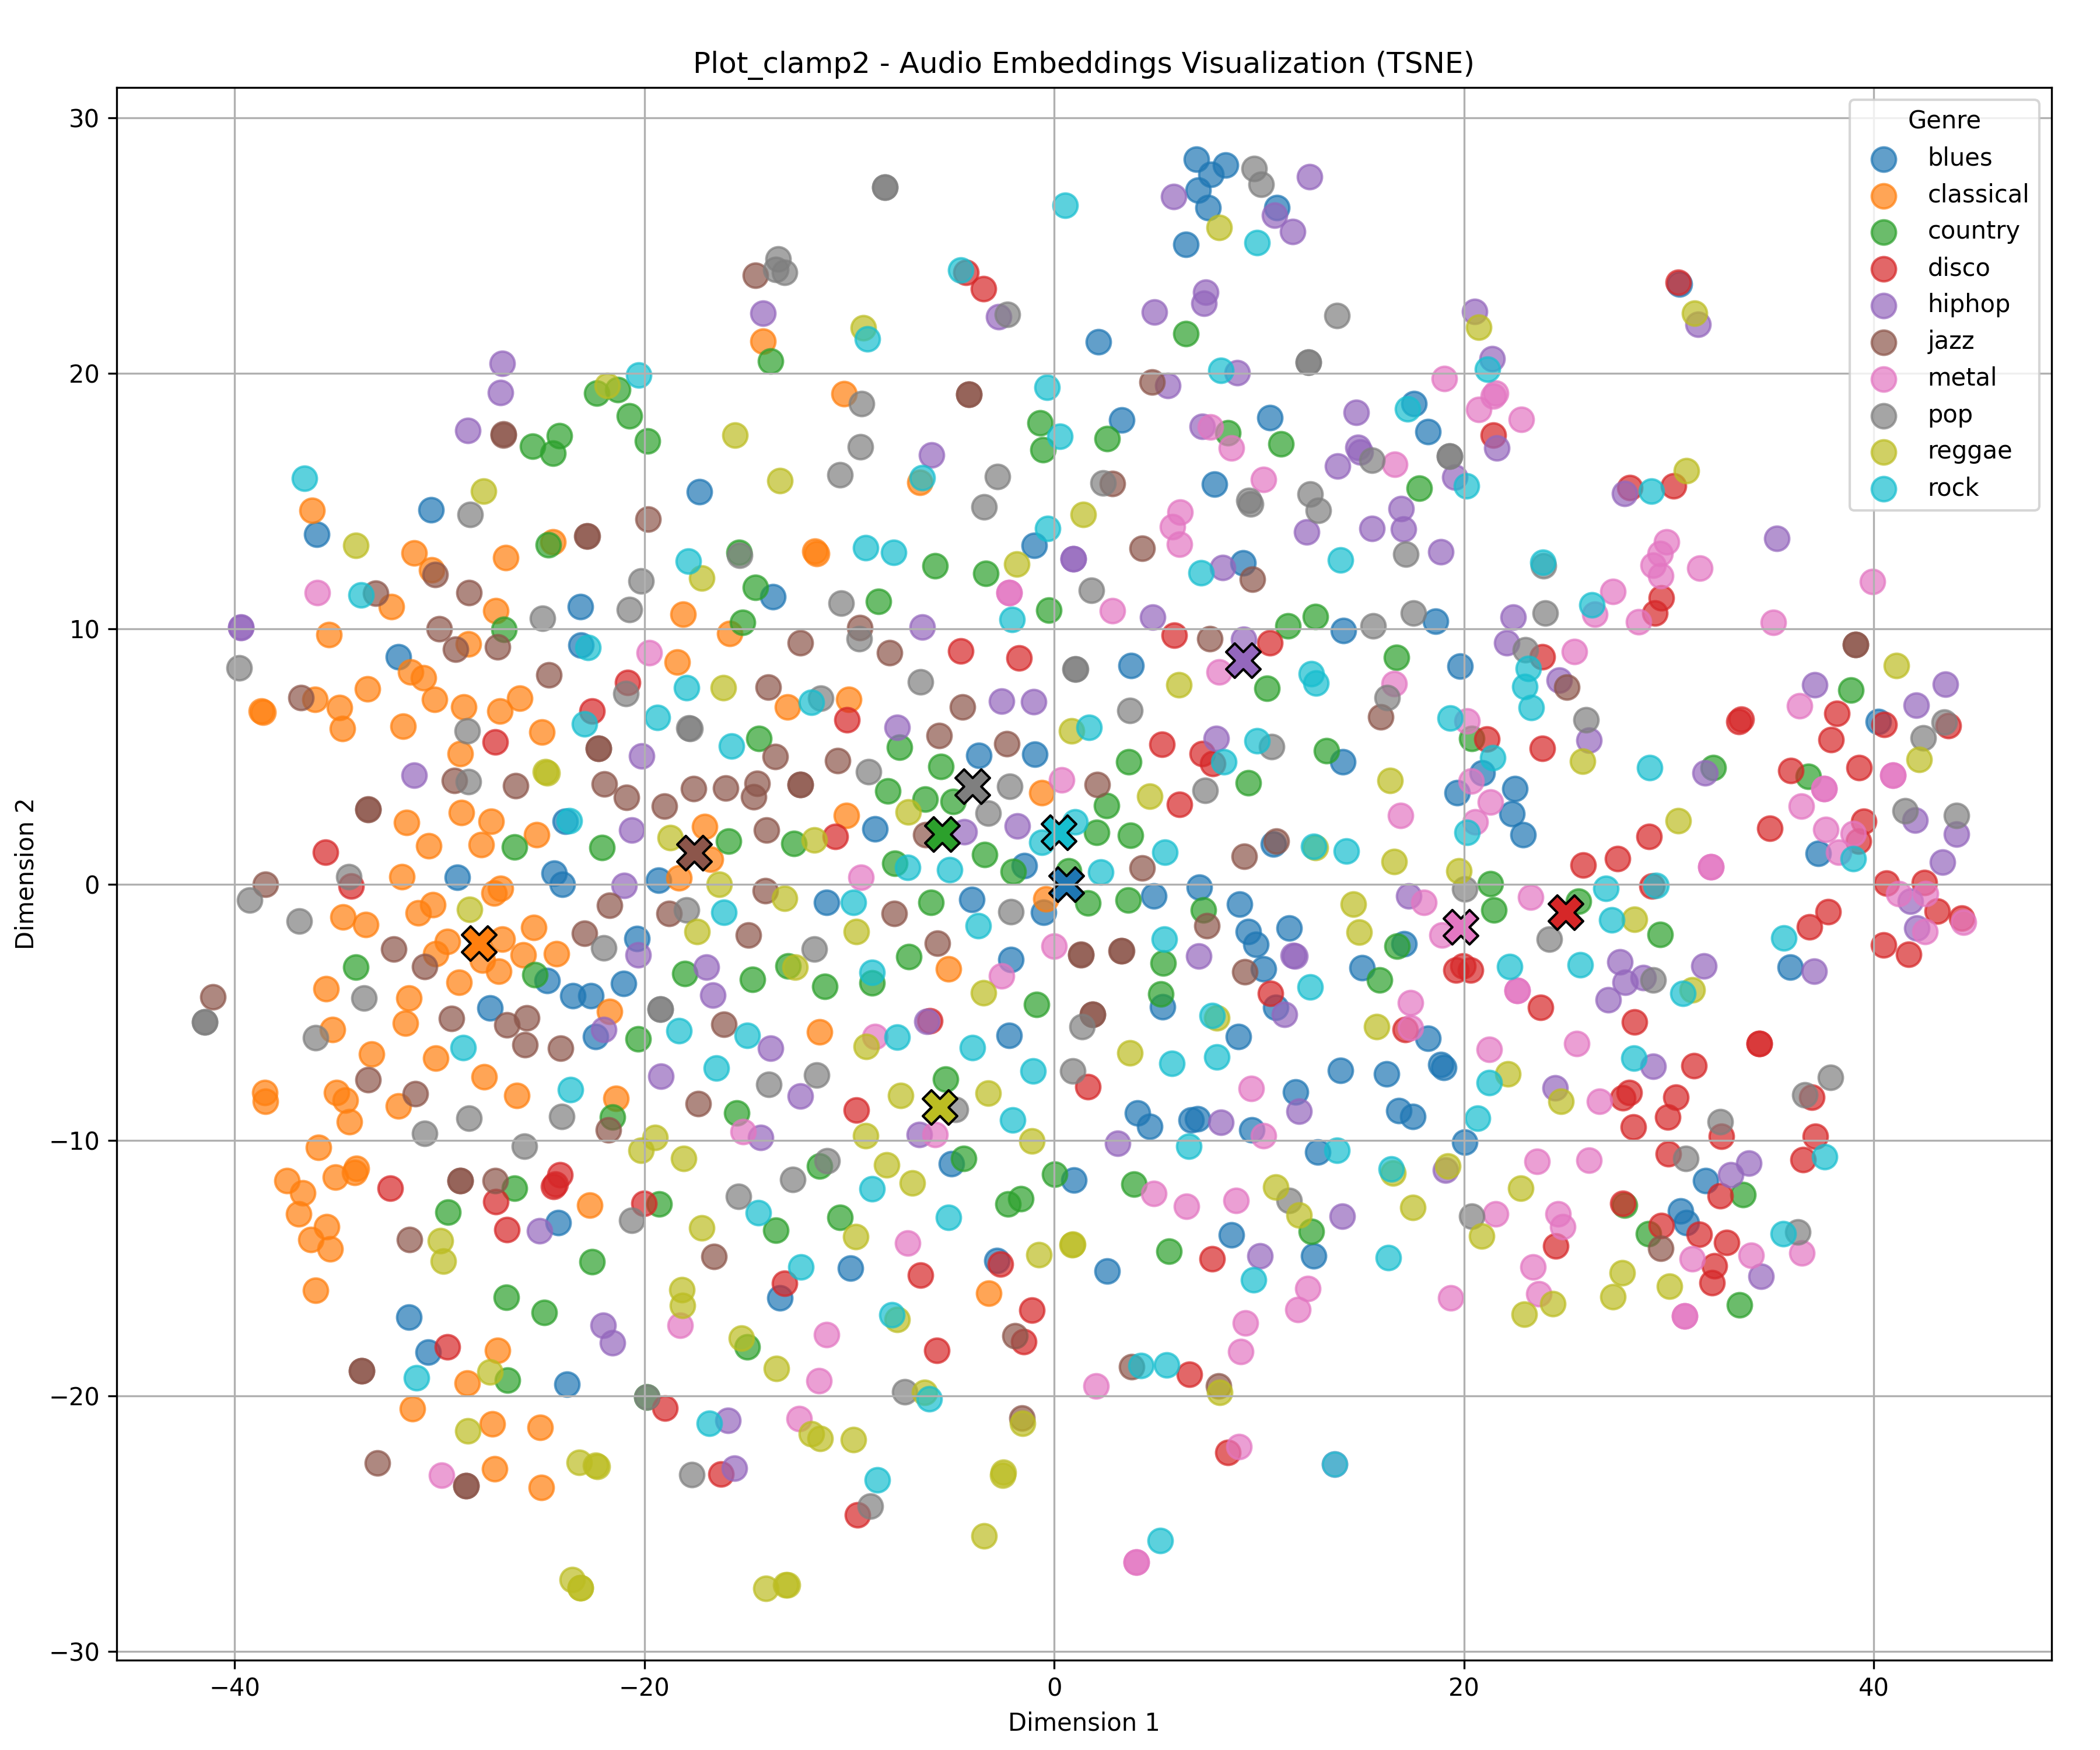 Plot_clamp2 - Audio Embeddings Visualization (TSNE)
Genre
blues
classical
country
disco
hiphop
jazz
metal
pop
reggae
rock
30
20
10
0
−10
−20
−30
Dimension 2
−40
−20
0
20
40
Dimension 1